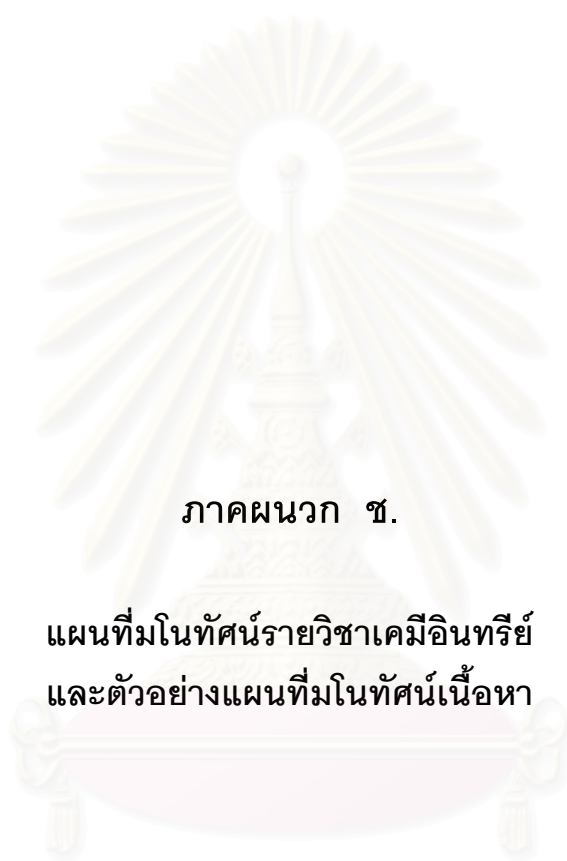 ภาคผนวก ช.
แผนที่มโนทัศน์รายวิชาเคมีอินทรีย์
และตัวอย่างแผนที่มโนทัศน์เนื้อหา